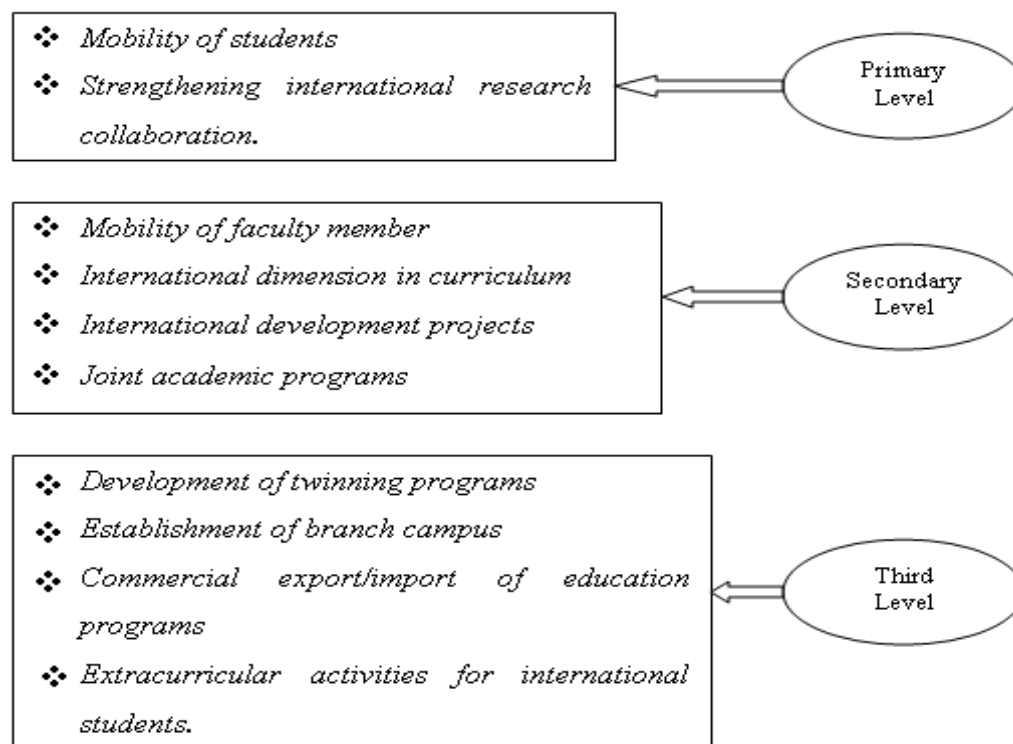 ❖ Mobility of students
❖ Strengthening international research
collaboration.
Primary
Level
❖ Mobility of faculty member
❖ International dimension in curriculum
❖ International development projects
❖ Joint academic programs
Secondary
Level
❖ Development of twinning programs
❖ Establishment of branch campus
❖ Commercial export/import of education
programs
❖ Extracurricular activities for international
students.
Third
Level